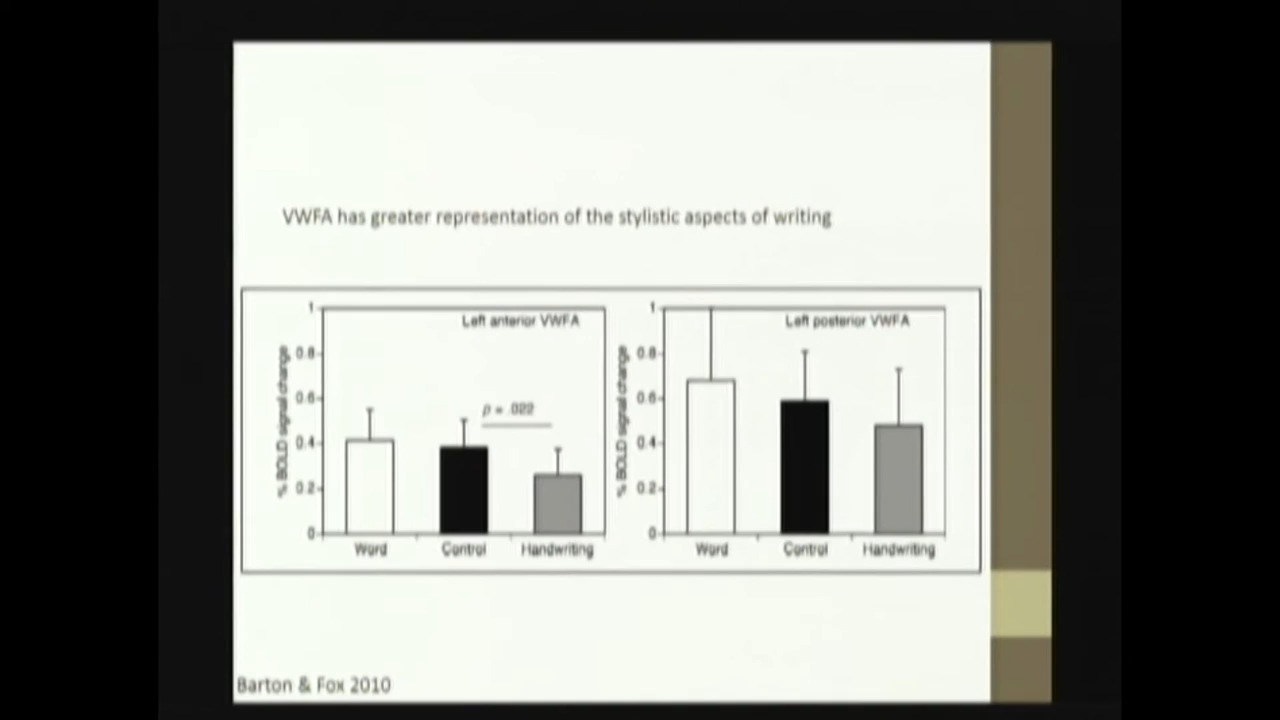 VWFA has greater representation of the stylistic aspects of writing
% BOLD signal change
1
0.8
0.6
0.4
0.2
0
Left anterior VWFA
p = .022
Word Control Handwriting
% BOLD signal change
1
0.8
0.6
0.4
0.2
0
Left posterior VWFA
Word Control Handwriting
Barton & Fox 2010